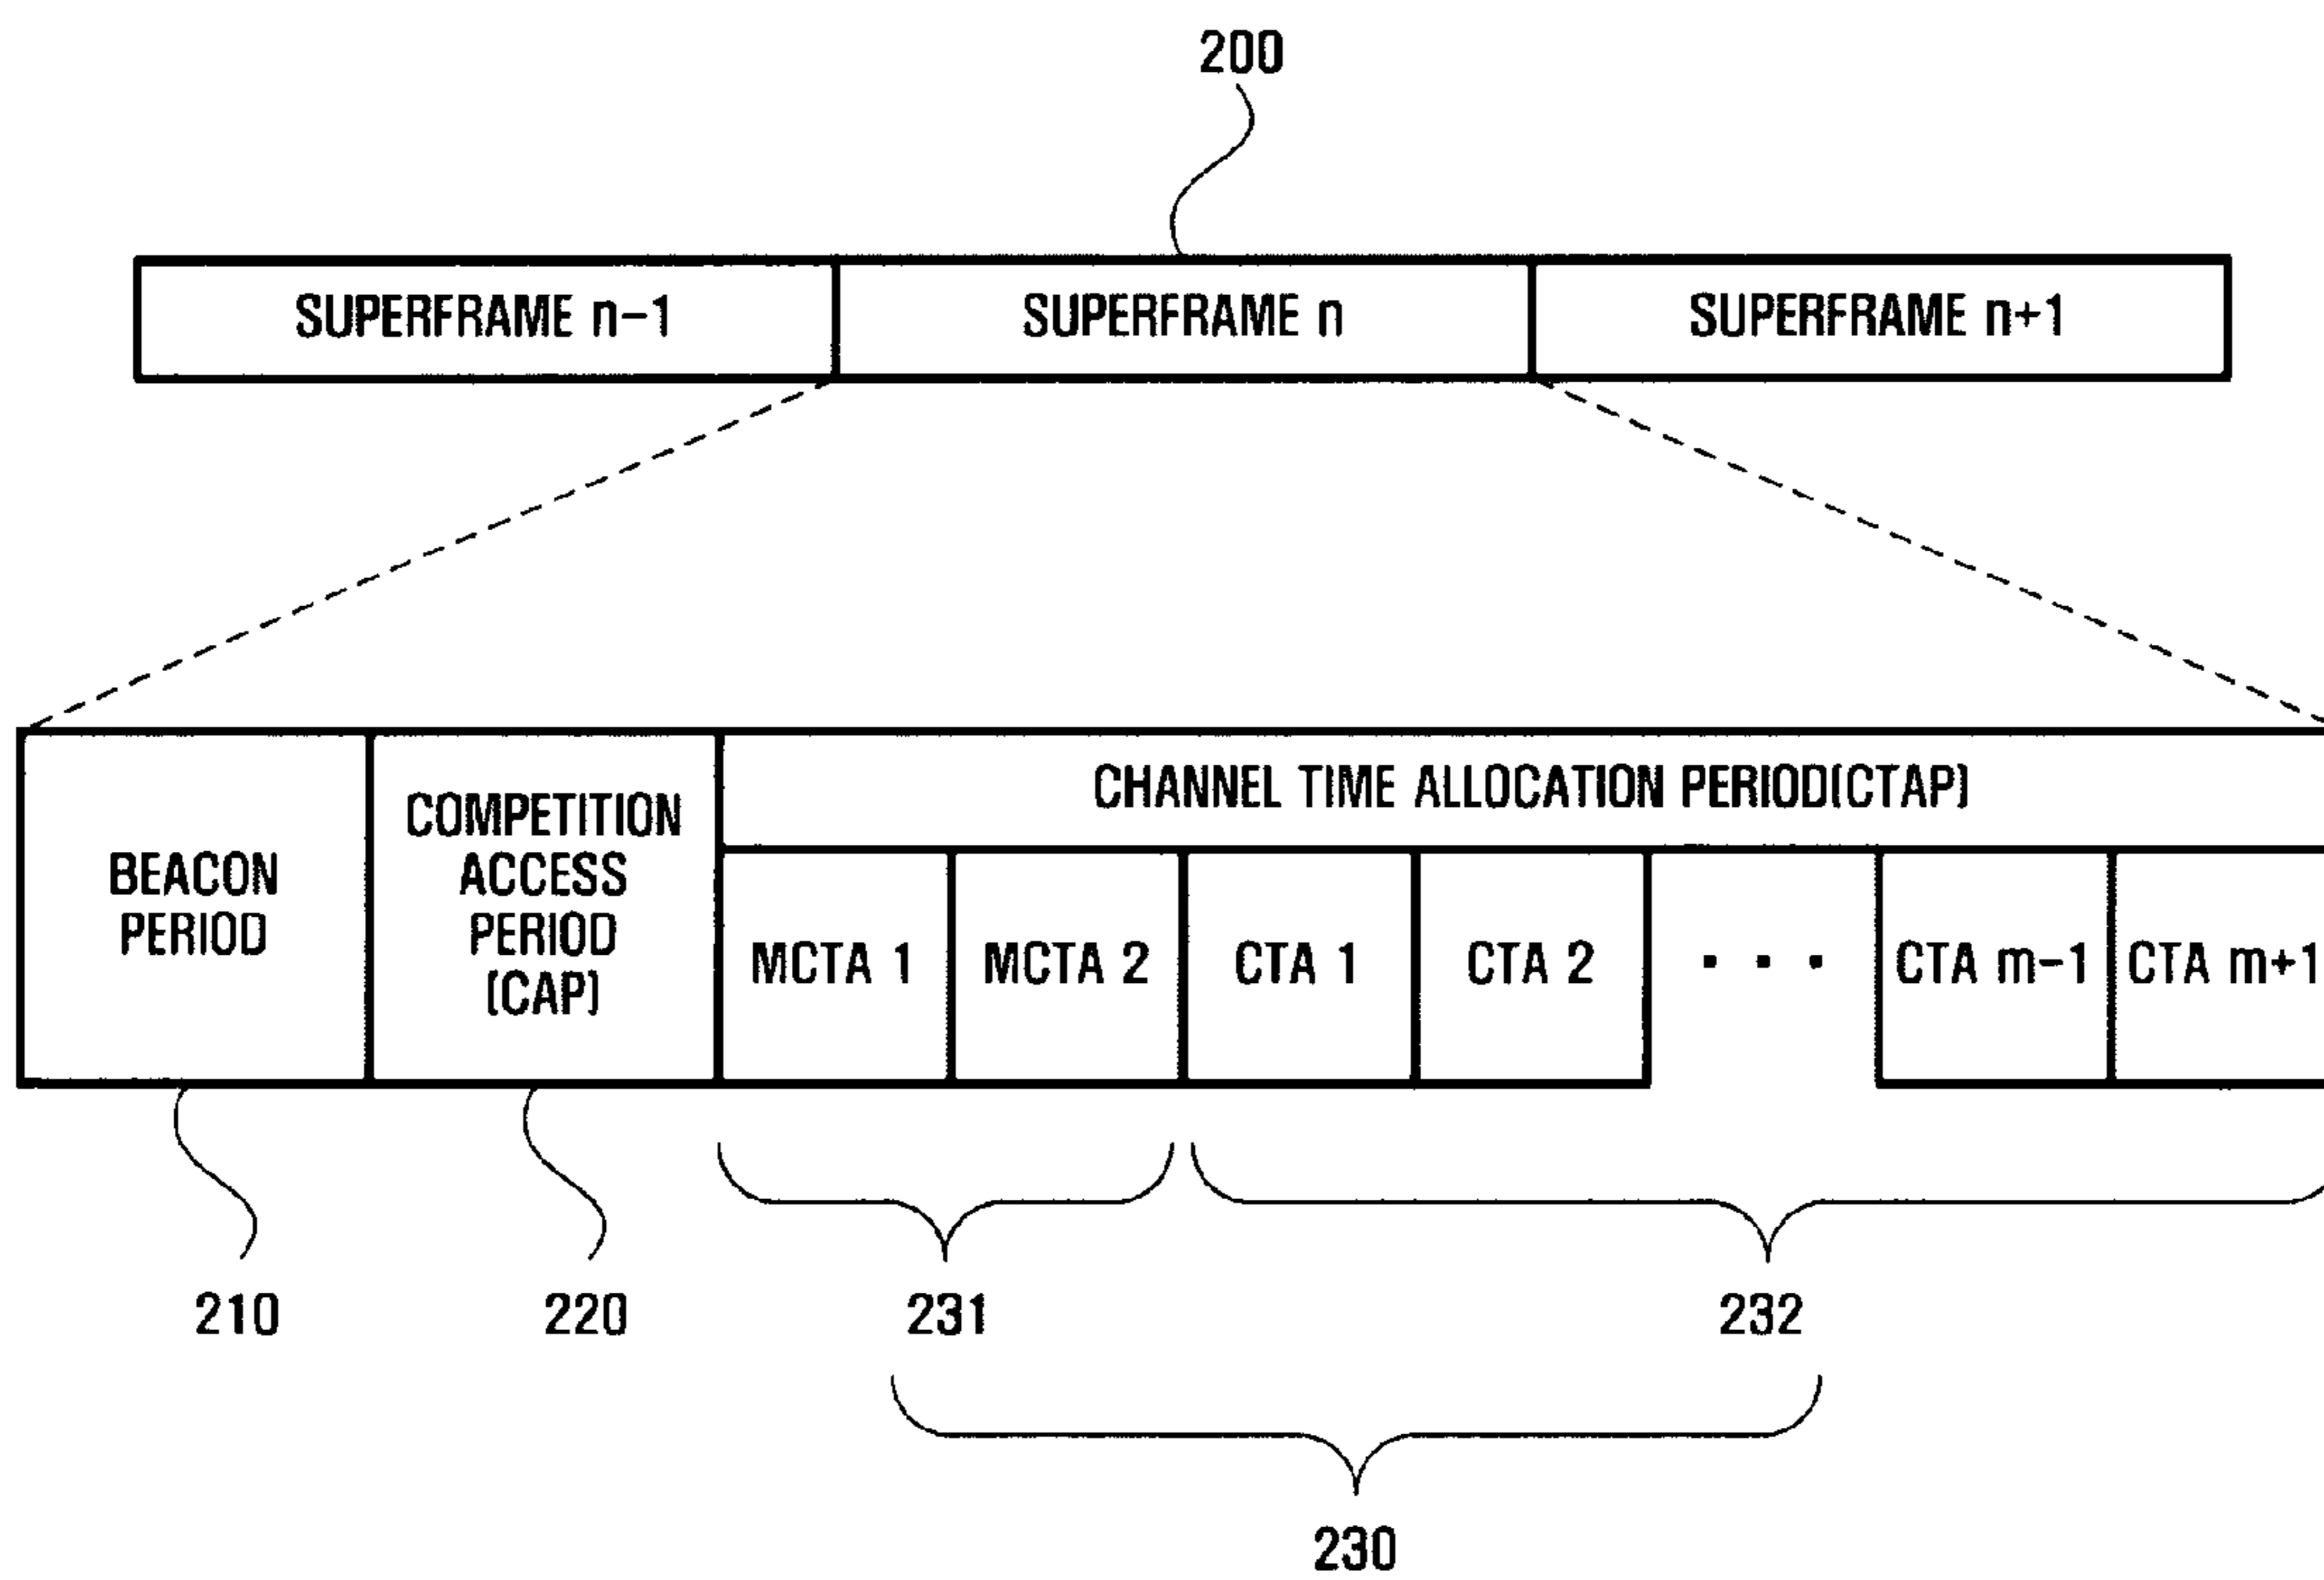 200
SUPERFRAME n-1
SUPERFRAME n
SUPERFRAME n+1
BEACON
PERIOD
COMPETITION
ACCESS
PERIOD
(CAP)
CHANNEL TIME ALLOCATION PERIOD(CTAP)
MCTA 1
MCTA 2
CTA 1
CTA 2
...
CTA m-1
CTA m+1
210
220
231
232
230